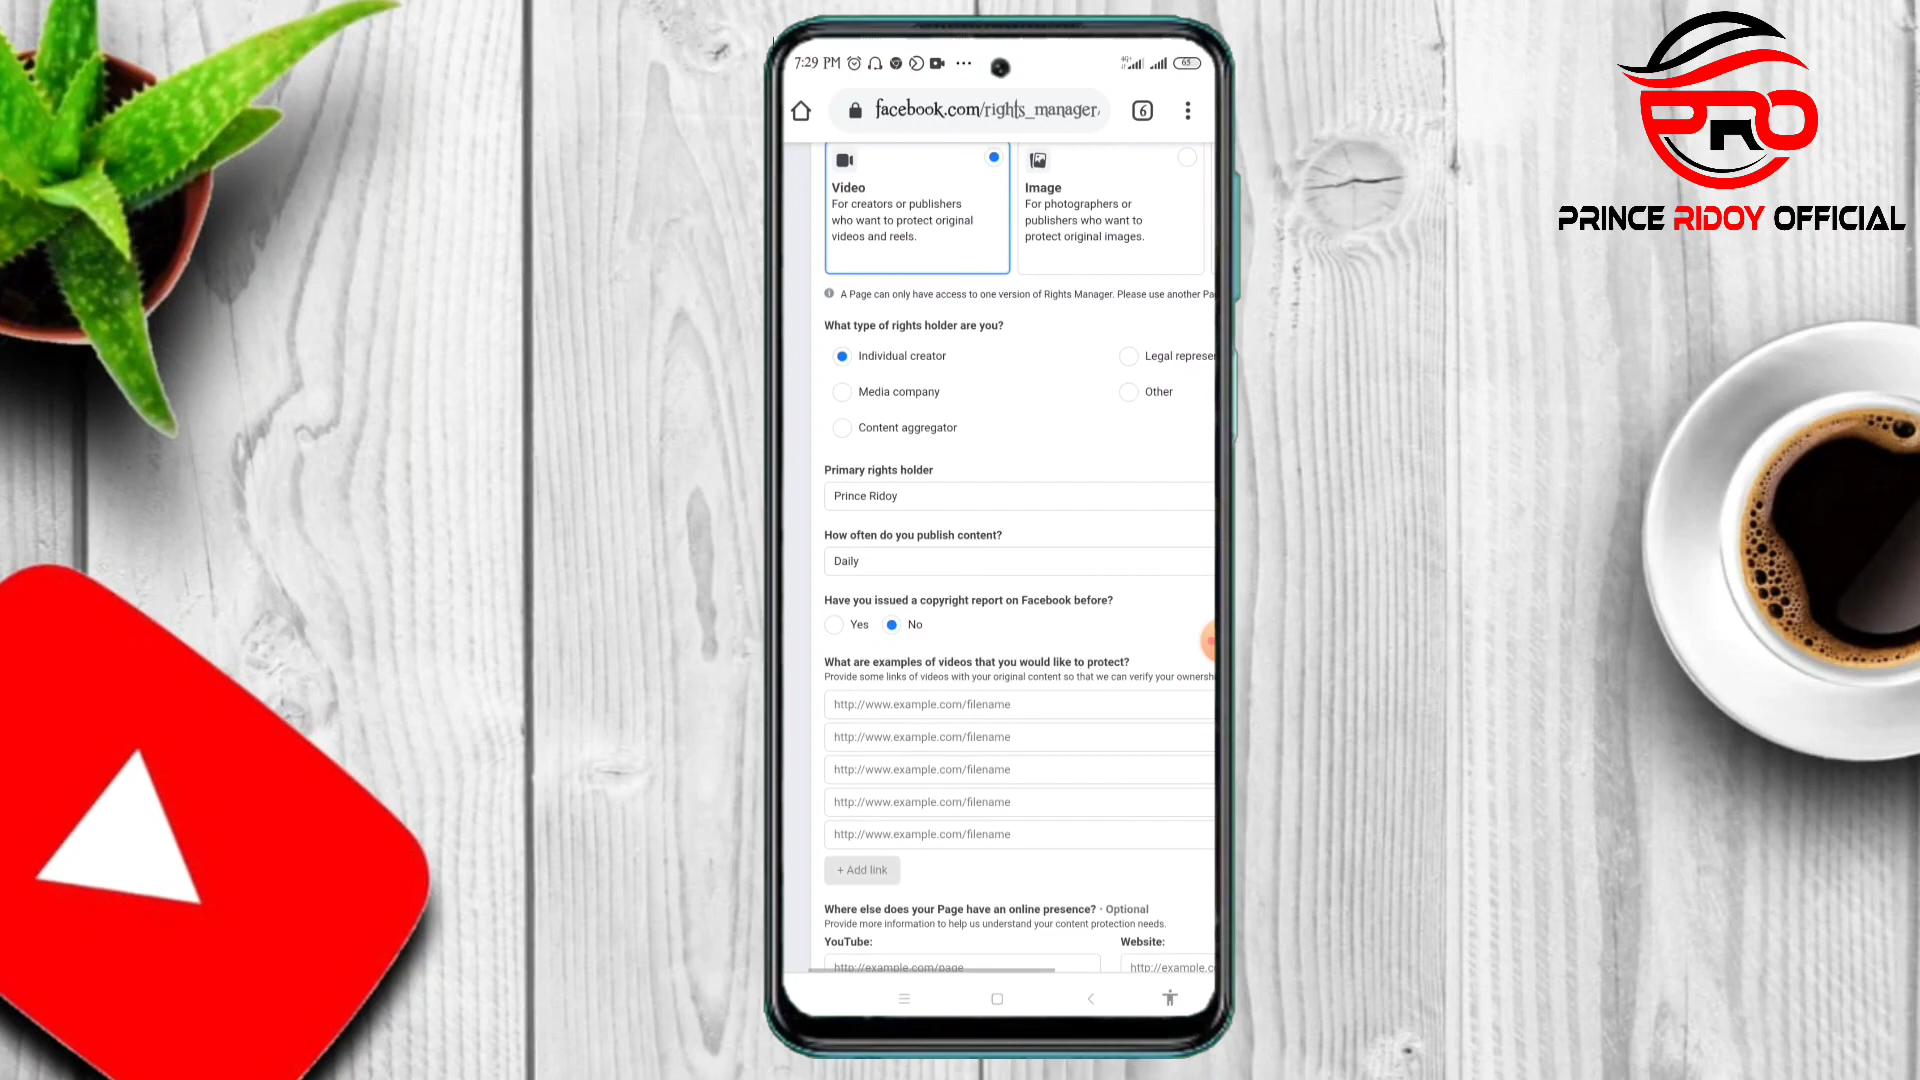 7:29 PM
4G+
65
facebook.com/rights_manager
6
Video
For creators or publishers
who want to protect original
videos and reels.
Image
For photographers or
publishers who want to
protect original images.
A Page can only have access to one version of Rights Manager. Please use another Pa
What type of rights holder are you?
Individual creator
Legal represe
Media company
Other
Content aggregator
Primary rights holder
Prince Ridoy
How often do you publish content?
Daily
Have you issued a copyright report on Facebook before?
Yes
No
What are examples of videos that you would like to protect?
Provide some links of videos with your original content so that we can verify your ownersh
http://www.example.com/filename
http://www.example.com/filename
http://www.example.com/filename
http://www.example.com/filename
http://www.example.com/filename
+ Add link
Where else does your Page have an online presence? · Optional
Provide more information to help us understand your content protection needs.
YouTube:
Website:
http://example.com/page
http://example.c
PRO
PRINCE RIDOY OFFICIAL